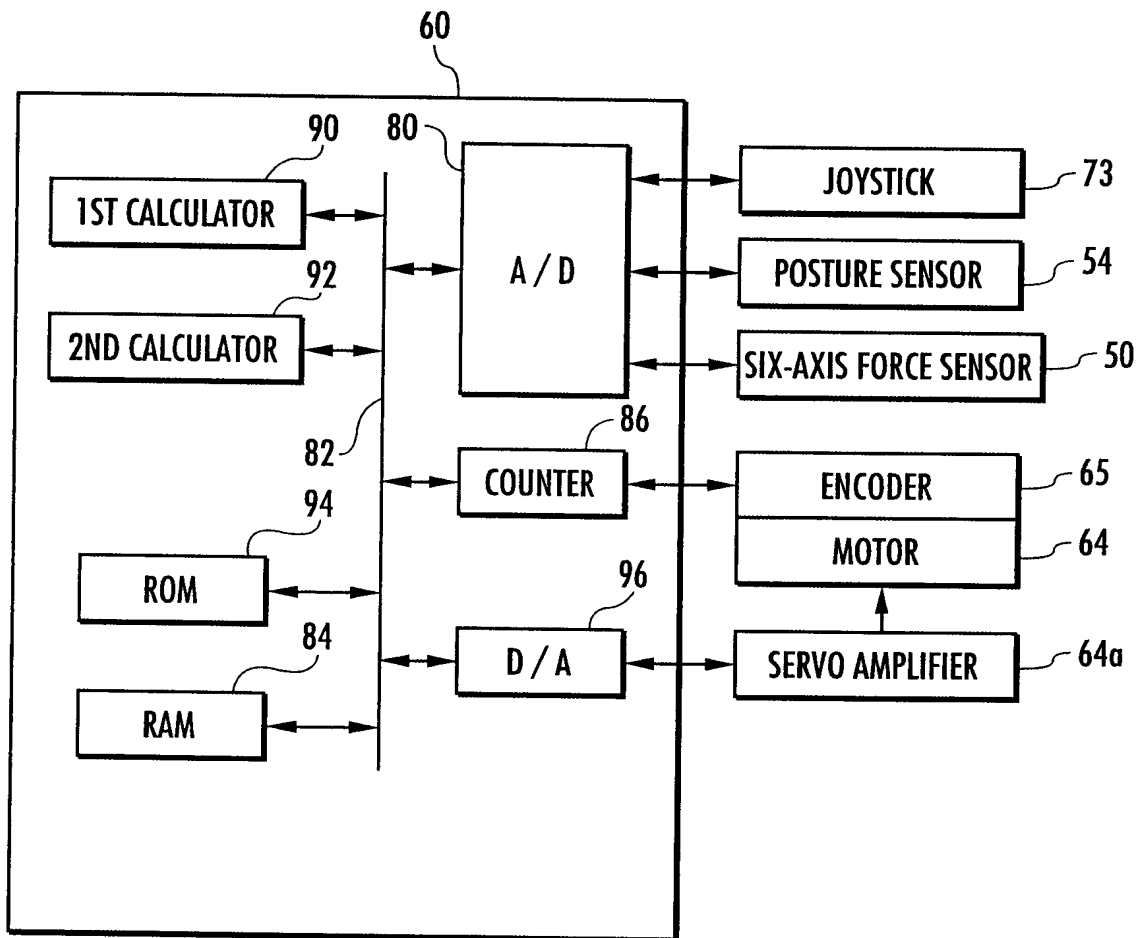 60
90
80
1ST CALCULATOR
JOYSTICK
73
92
A / D
POSTURE SENSOR
54
2ND CALCULATOR
SIX-AXIS FORCE SENSOR
50
82
86
COUNTER
ENCODER
65
94
MOTOR
64
ROM
96
84
D / A
SERVO AMPLIFIER
64a
RAM